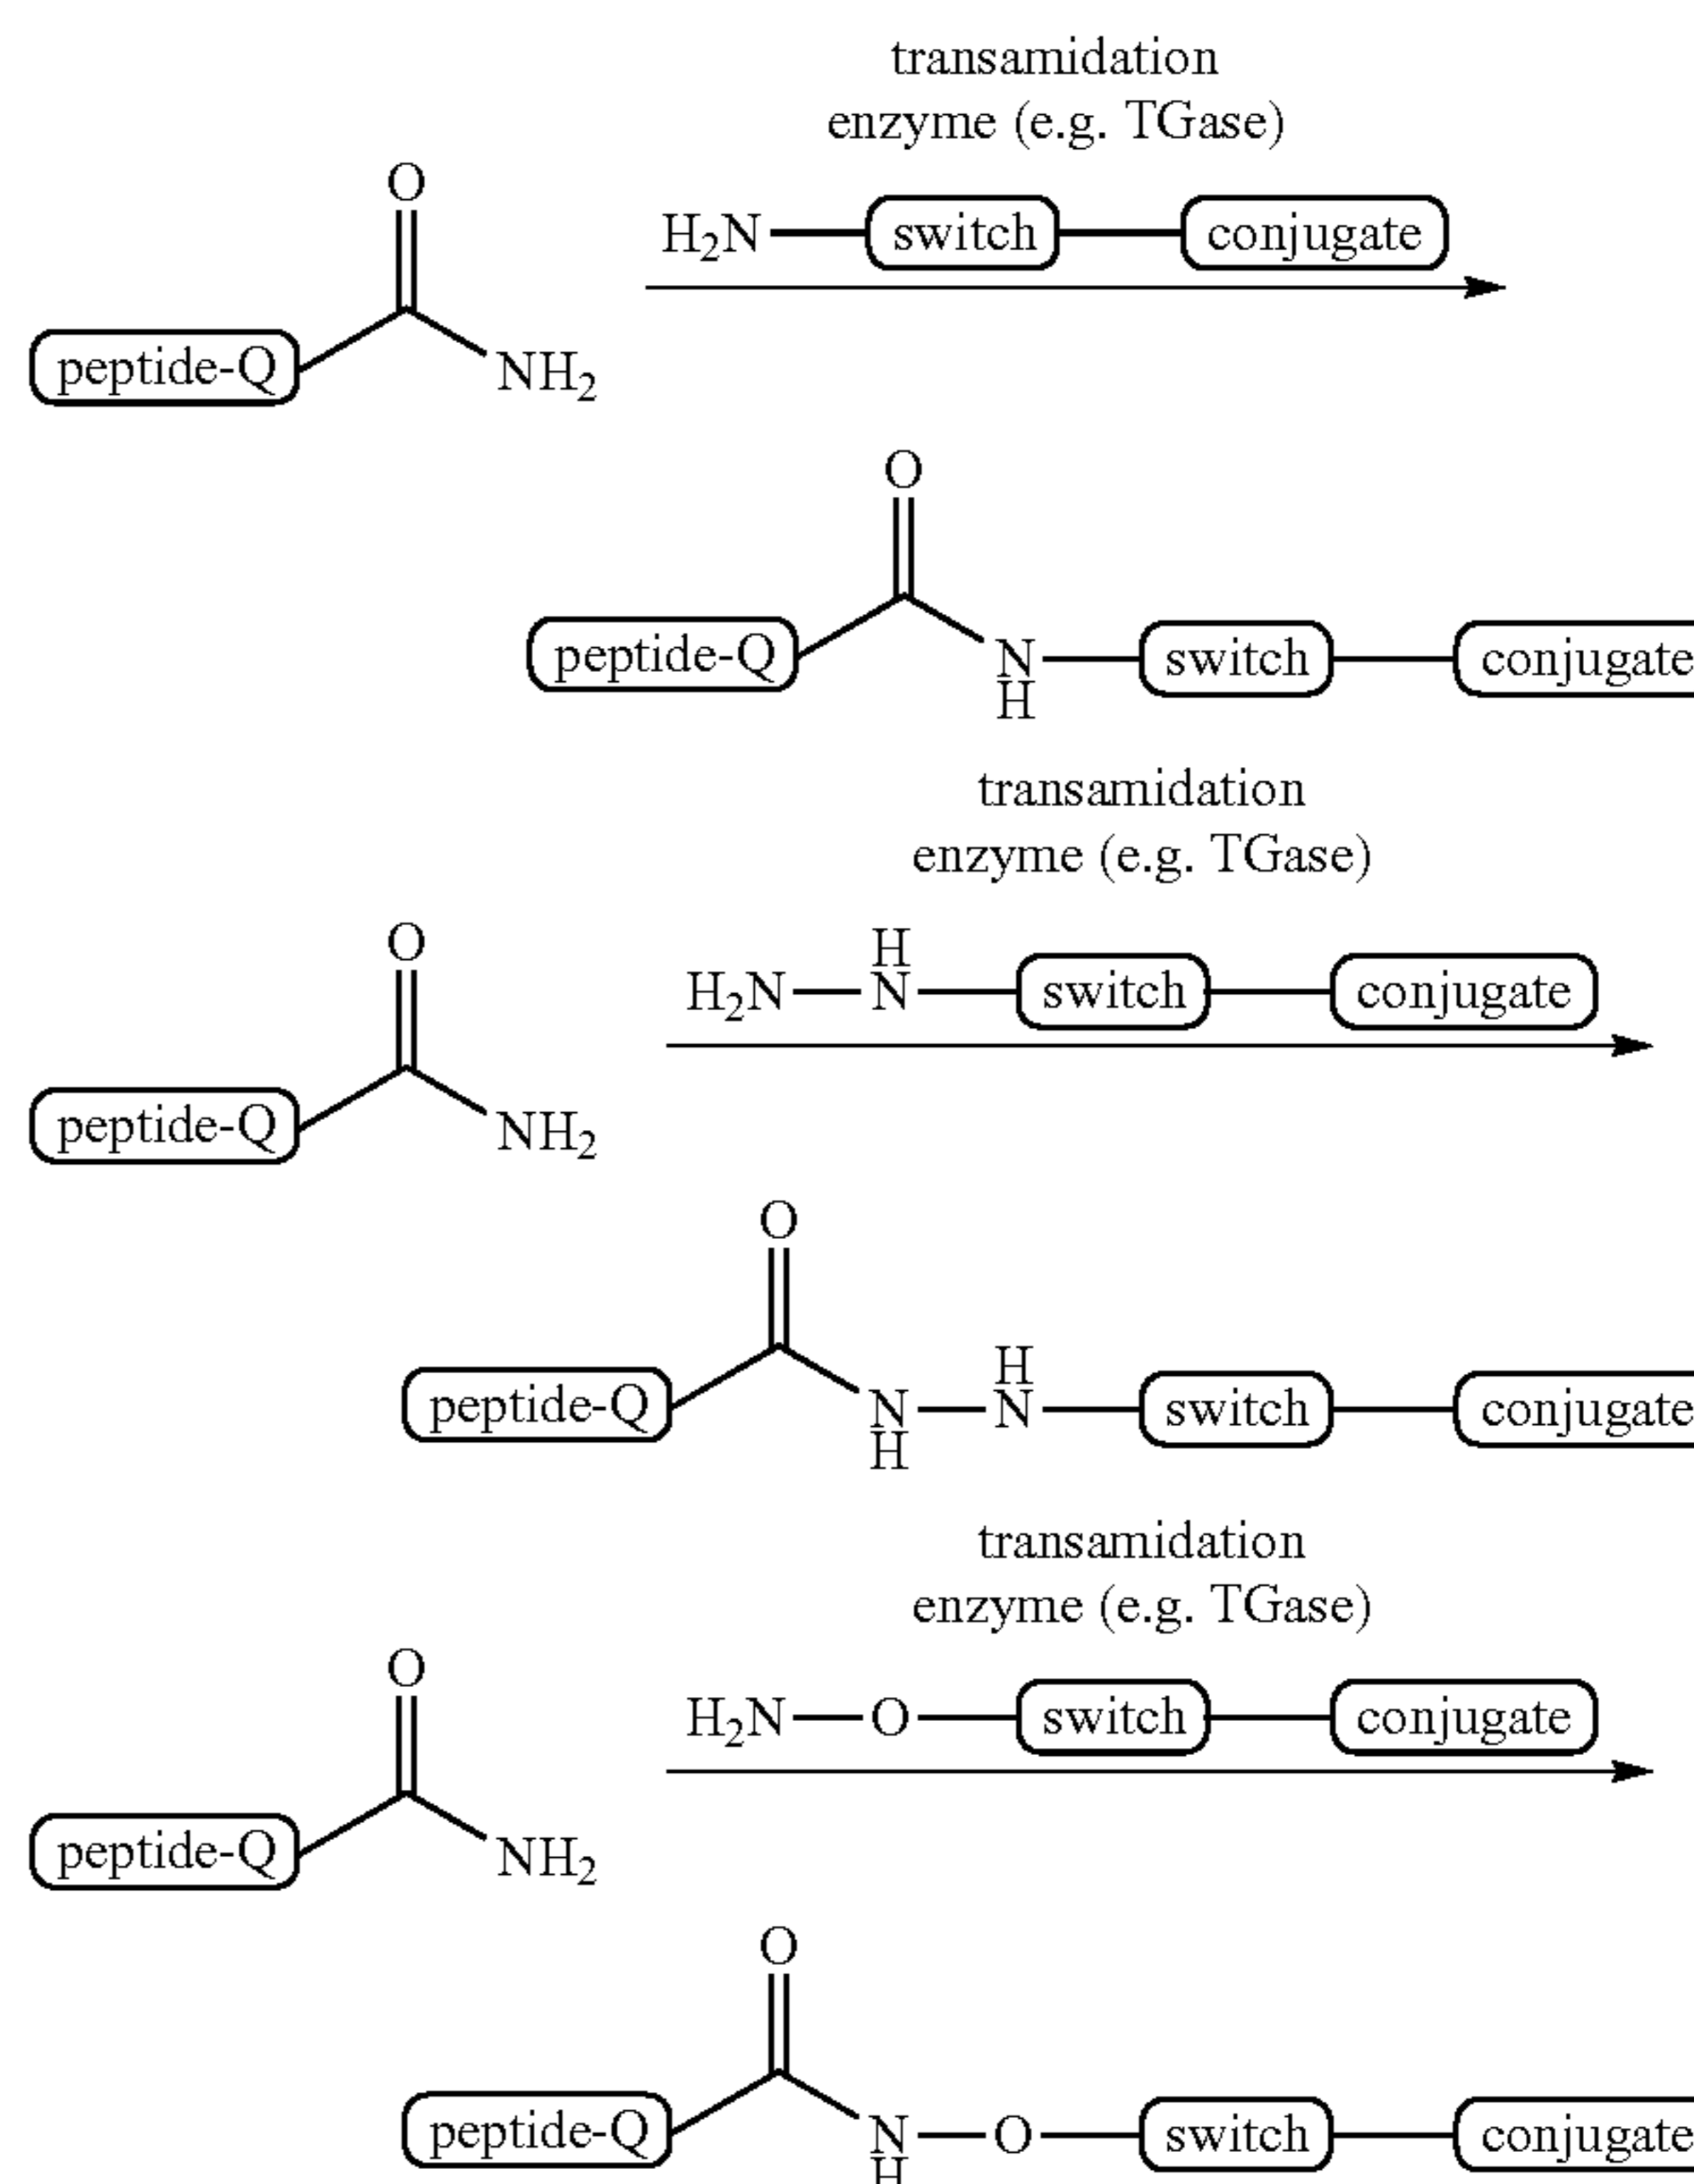 transamidation
enzyme (e.g. TGase)
O
H2N switch conjugate
peptide-Q NH2
O
peptide-Q N H switch conjugate
transamidation
enzyme (e.g. TGase)
O
H
H2N N switch conjugate
peptide-Q NH2
O
H
peptide-Q N N switch conjugate
H
transamidation
enzyme (e.g. TGase)
O
H2N O switch conjugate
peptide-Q NH2
O
peptide-Q N O switch conjugate
H